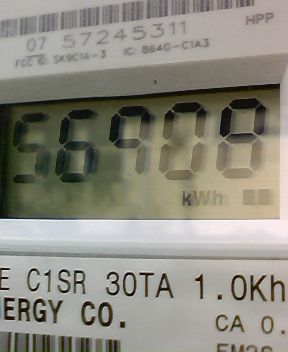 HPP
07 57245311
FCC ID: SK9C1A-3 IC: 864G-C1A3
56908
kWh
E C1SR 30TA 1.0Kh
ERGY CO.
CA 0.